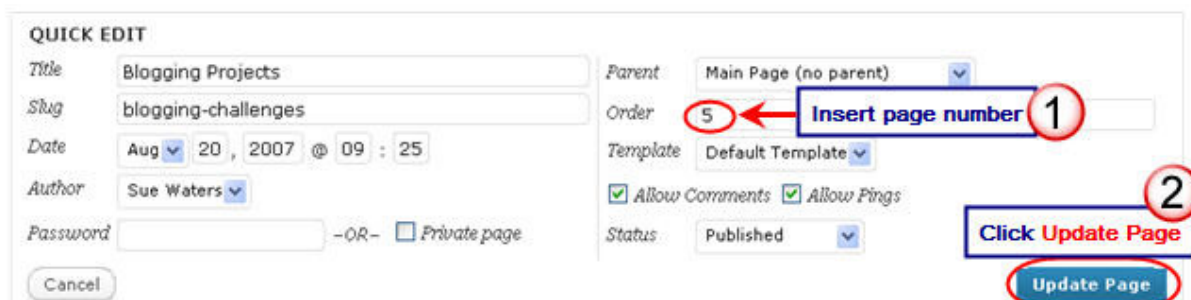 QUICK EDIT
Title Blogging Projects
Slug blogging-challenges
Date Aug 20 , 2007 @ 09 : 25
Author Sue Waters
Password –OR– Private page
Cancel
Parent Main Page (no parent)
Order 5 Insert page number 1
Template Default Template
Allow Comments Allow Pings
2
Status Published Click Update Page
Update Page